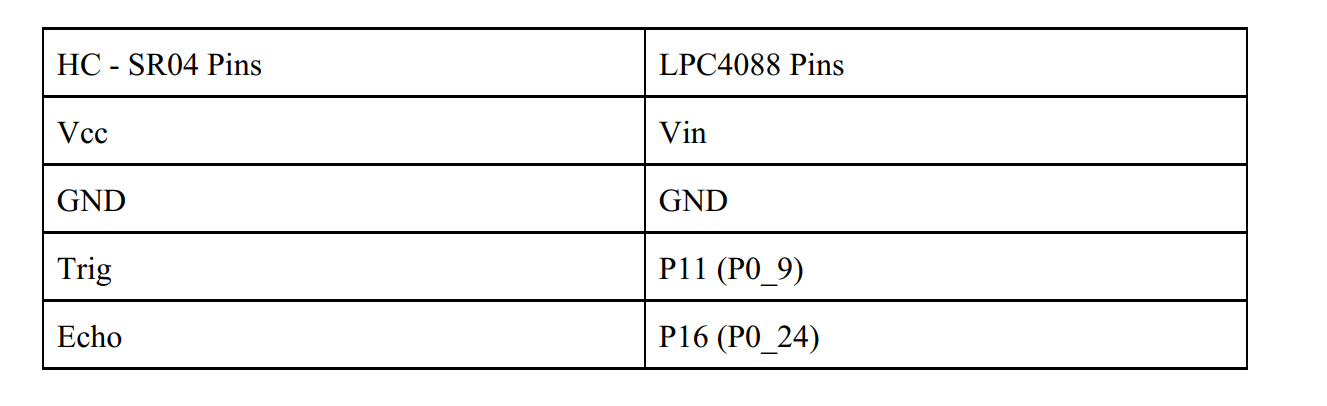 HC - SR04 Pins LPC4088 Pins
Vcc Vin
GND GND
Trig P11 (P0_9)
Echo P16 (P0_24)